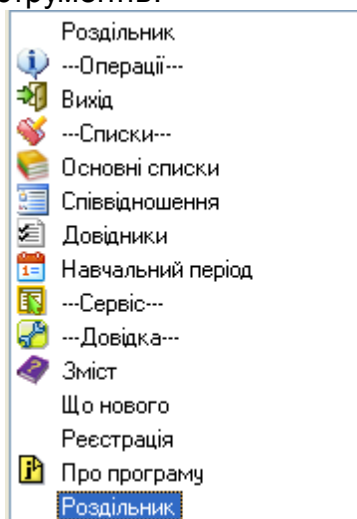 струменти.
Роздільник
---Операції---
Вихід
---Списки---
Основні списки
Співвідношення
Довідники
Навчальний період
---Сервіс---
---Довідка---
Зміст
Що нового
Реєстрація
Про програму
Роздільник